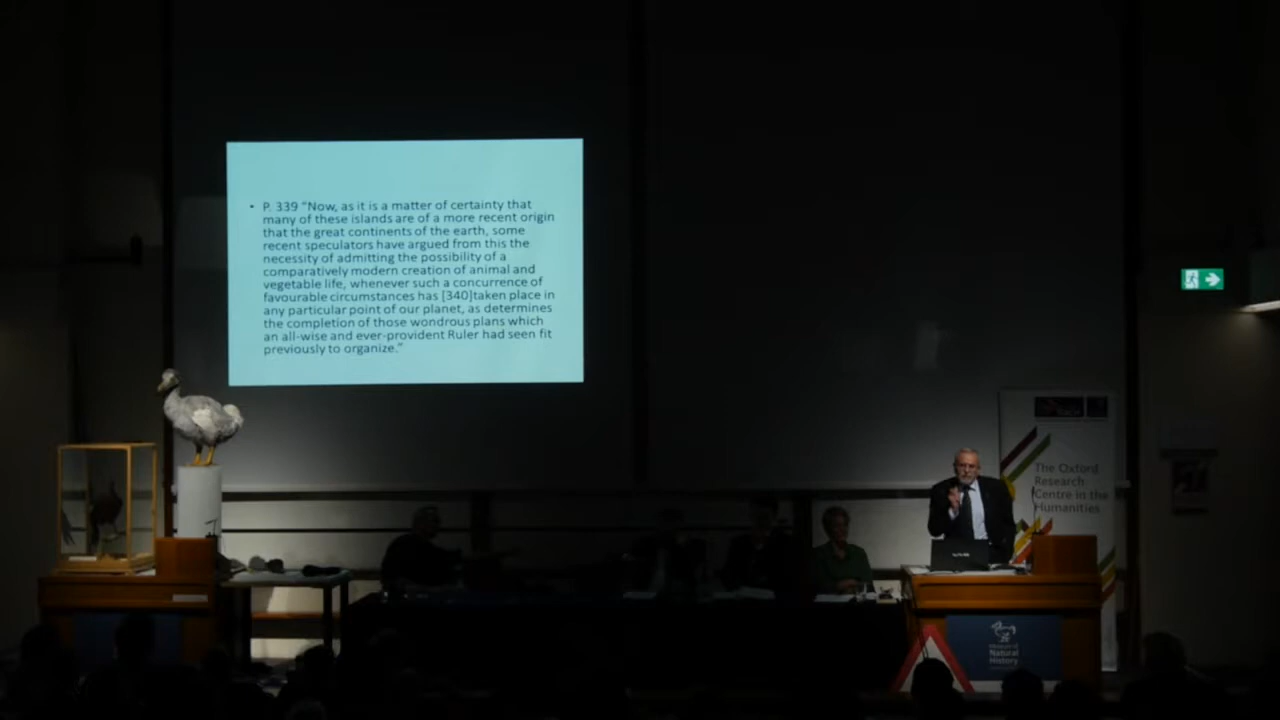 • P. 339 “Now, as it is a matter of certainty that
many of these islands are of a more recent origin
that the great continents of the earth, some
recent speculators have argued from this the
necessity of admitting the possibility of a
comparatively modern creation of animal and
vegetable life, whenever such a concurrence of
favourable circumstances has [340]taken place in
any particular point of our planet, as determines
the completion of those wondrous plans which
an all-wise and ever-provident Ruler had seen fit
previously to organize.”
The Oxford
Research
Centre in the
Humanities
Museum of
Natural
History